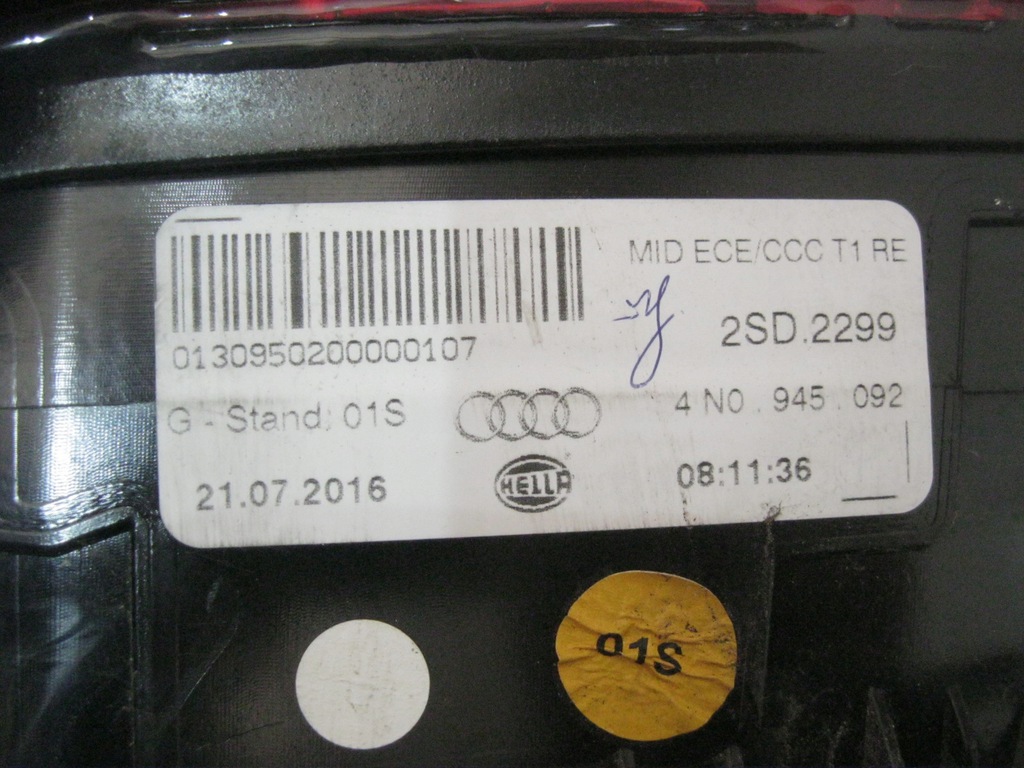 MID ECE/CCC T1 RE
2SD.2299
0130950200000107
G - Stand: 01S
4 N0 . 945 . 092
21.07.2016
HELLA
08:11:36
01S